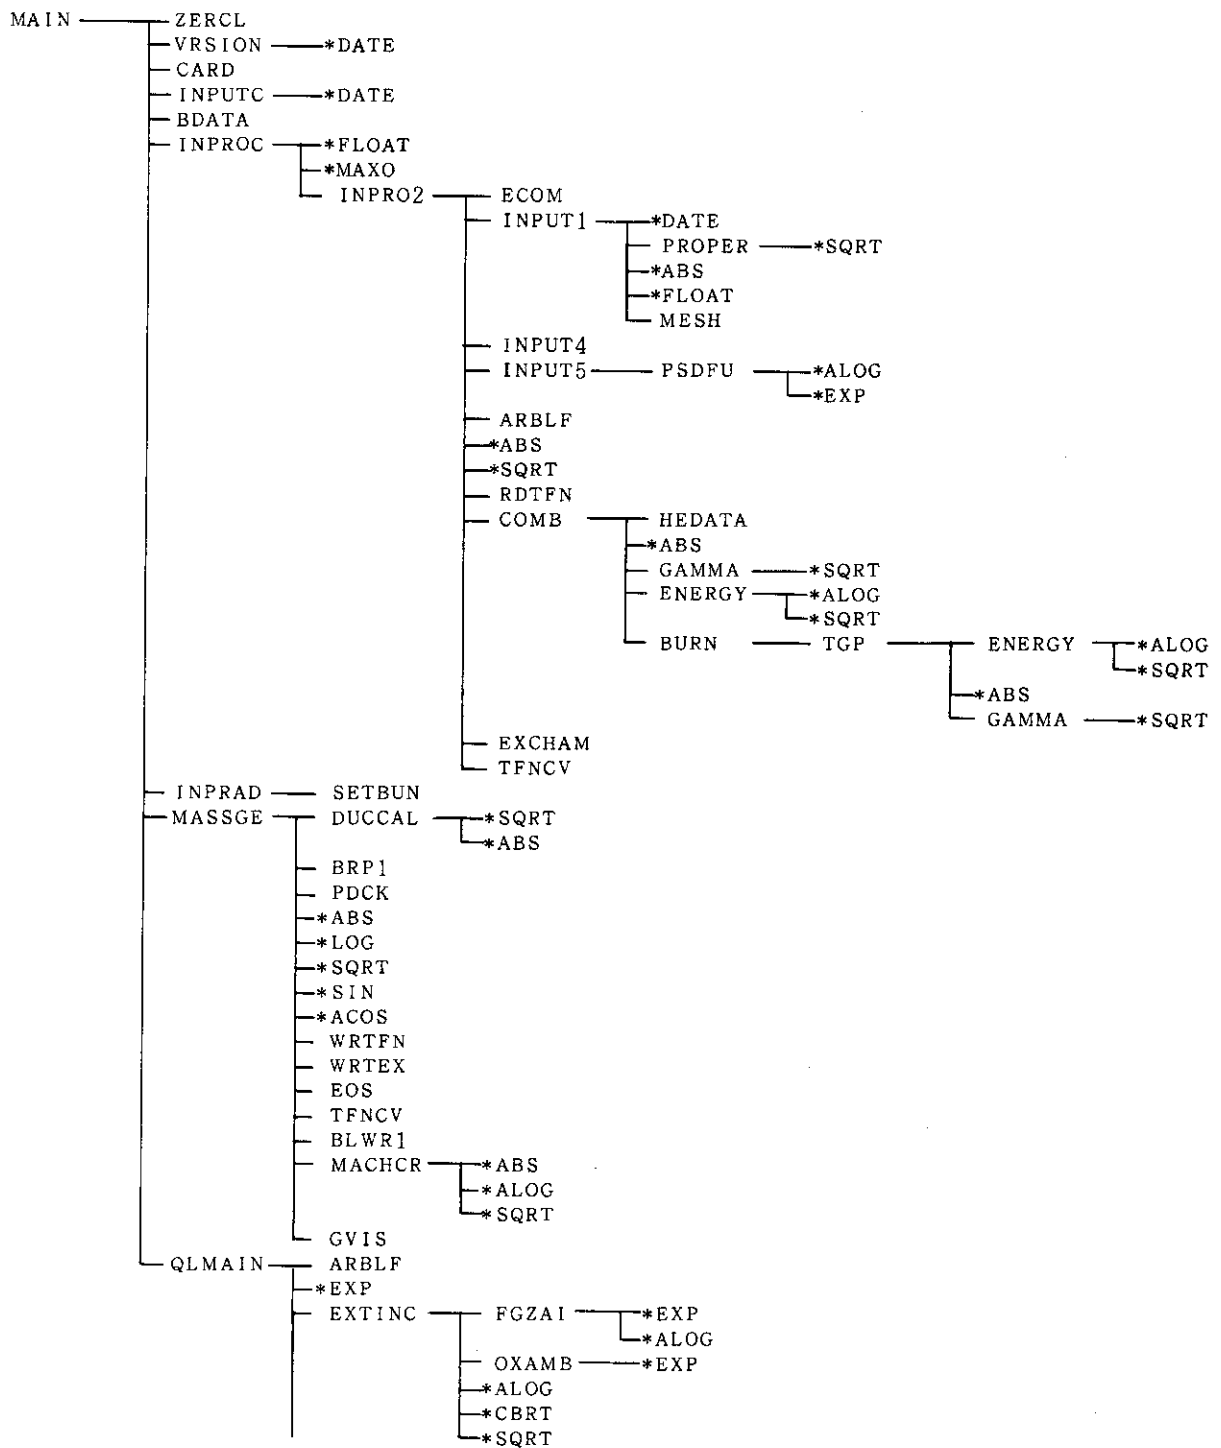 MAIN ZERCL
VRSION *DATE
CARD
INPUTC *DATE
BDATA
INPROC *FLOAT
*MAXO
INPRO2 ECOM
INPUT1 *DATE
PROPER *SQRT
*ABS
*FLOAT
MESH
INPUT4
INPUT5 PSDFU *ALOG
*EXP
ARBLF
*ABS
*SQRT
RDTFN
COMB HEDATA
*ABS
GAMMA *SQRT
ENERGY *ALOG
*SQRT
BURN TGP ENERGY *ALOG
*SQRT
*ABS
GAMMA *SQRT
EXCHAM
TFNCV
INPRAD SETBUN
MASSGE DUCCAL *SQRT
*ABS
BRP1
PDCK
*ABS
*LOG
*SQRT
*SIN
*ACOS
WRTFN
WRTEX
EOS
TFNCV
BLWR1
MACHCR *ABS
*ALOG
*SQRT
GVIS
QLMAIN ARBLF
*EXP
EXTINC FGZAI *EXP
*ALOG
OXAMB *EXP
*ALOG
*CBRT
*SQRT